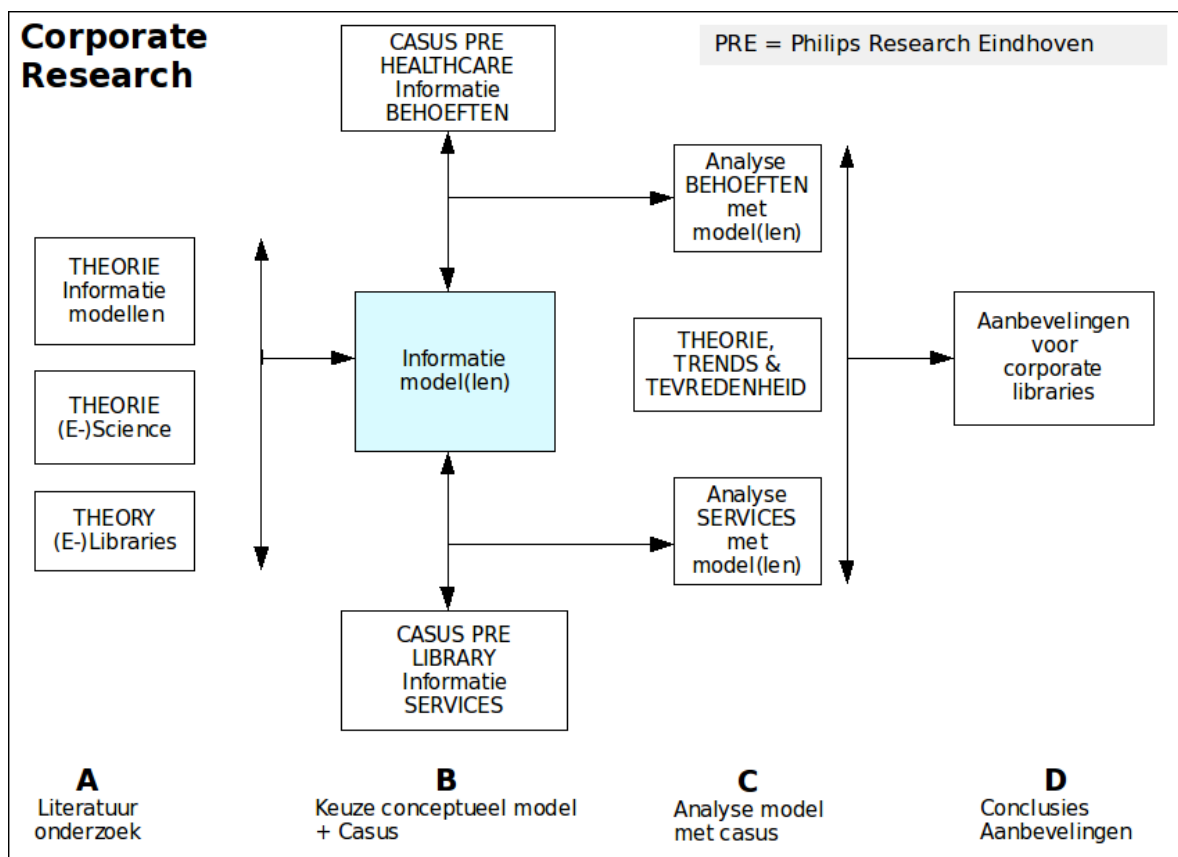 Corporate
Research
PRE = Philips Research Eindhoven
CASUS PRE
HEALTHCARE
Informatie
BEHOEFTEN
Analyse
BEHOEFTEN
met
model(len)
THEORIE
Informatie
modellen
THEORIE
(E-)Science
THEORY
(E-)Libraries
Informatie
model(len)
THEORIE,
TRENDS &
TEVREDENHEID
Aanbevelingen
voor
corporate
libraries
Analyse
SERVICES
met
model(len)
CASUS PRE
LIBRARY
Informatie
SERVICES
A
Literatuur
onderzoek
B
Keuze conceptueel model
+ Casus
C
Analyse model
met casus
D
Conclusies
Aanbevelingen